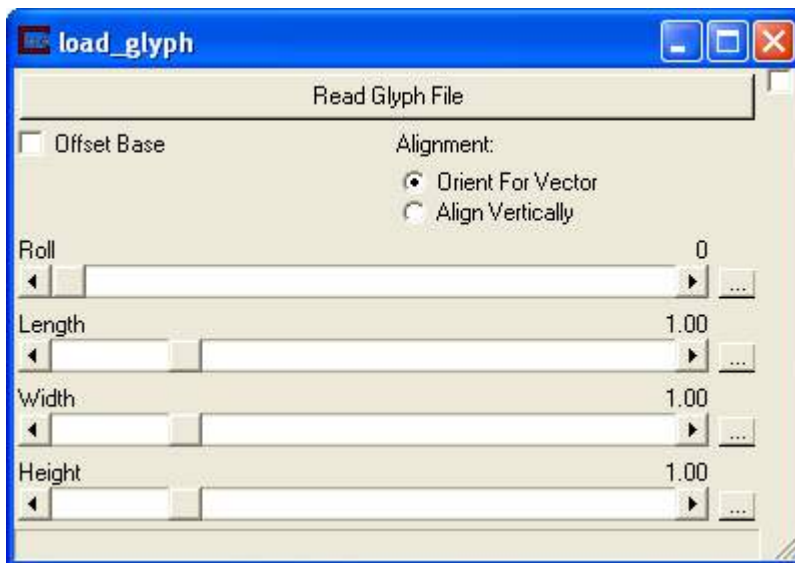 load_glyph
Read Glyph File
Offset Base
Alignment:
Orient For Vector
Align Vertically
Roll 0
...
Length 1.00
...
Width 1.00
...
Height 1.00
...